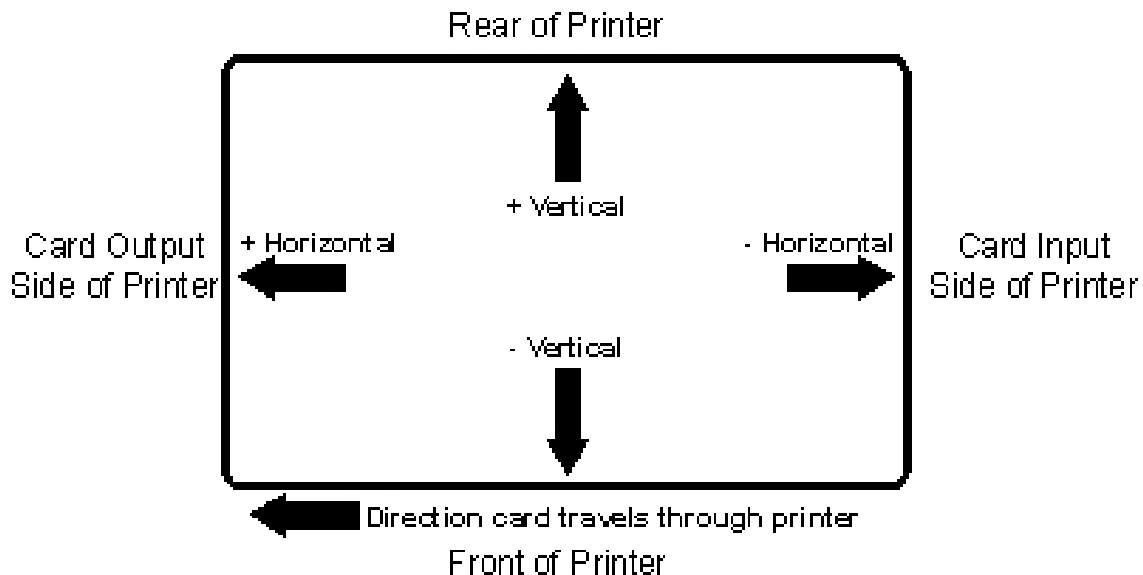 Rear of Printer
+ Vertical
Card Output
Side of Printer
+ Horizontal
- Horizontal
Card Input
Side of Printer
- Vertical
Direction card travels through printer
Front of Printer